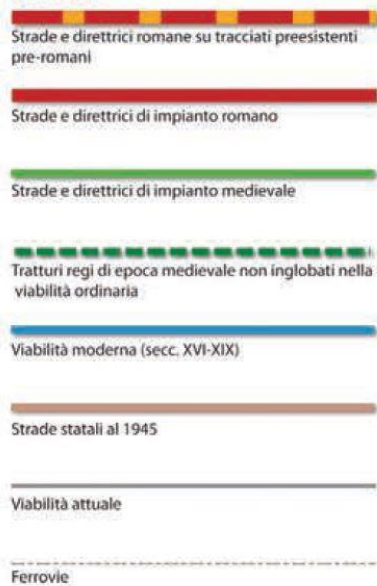 Strade e direttrici romane su tracciati preesistenti
pre-romani
Strade e direttrici di impianto romano
Strade e direttrici di impianto medievale
Tratturi regi di epoca medievale non inglobati nella
viabilità ordinaria
Viabilità moderna (secc. XVI-XIX)
Strade statali al 1945
Viabilità attuale
Ferrovie